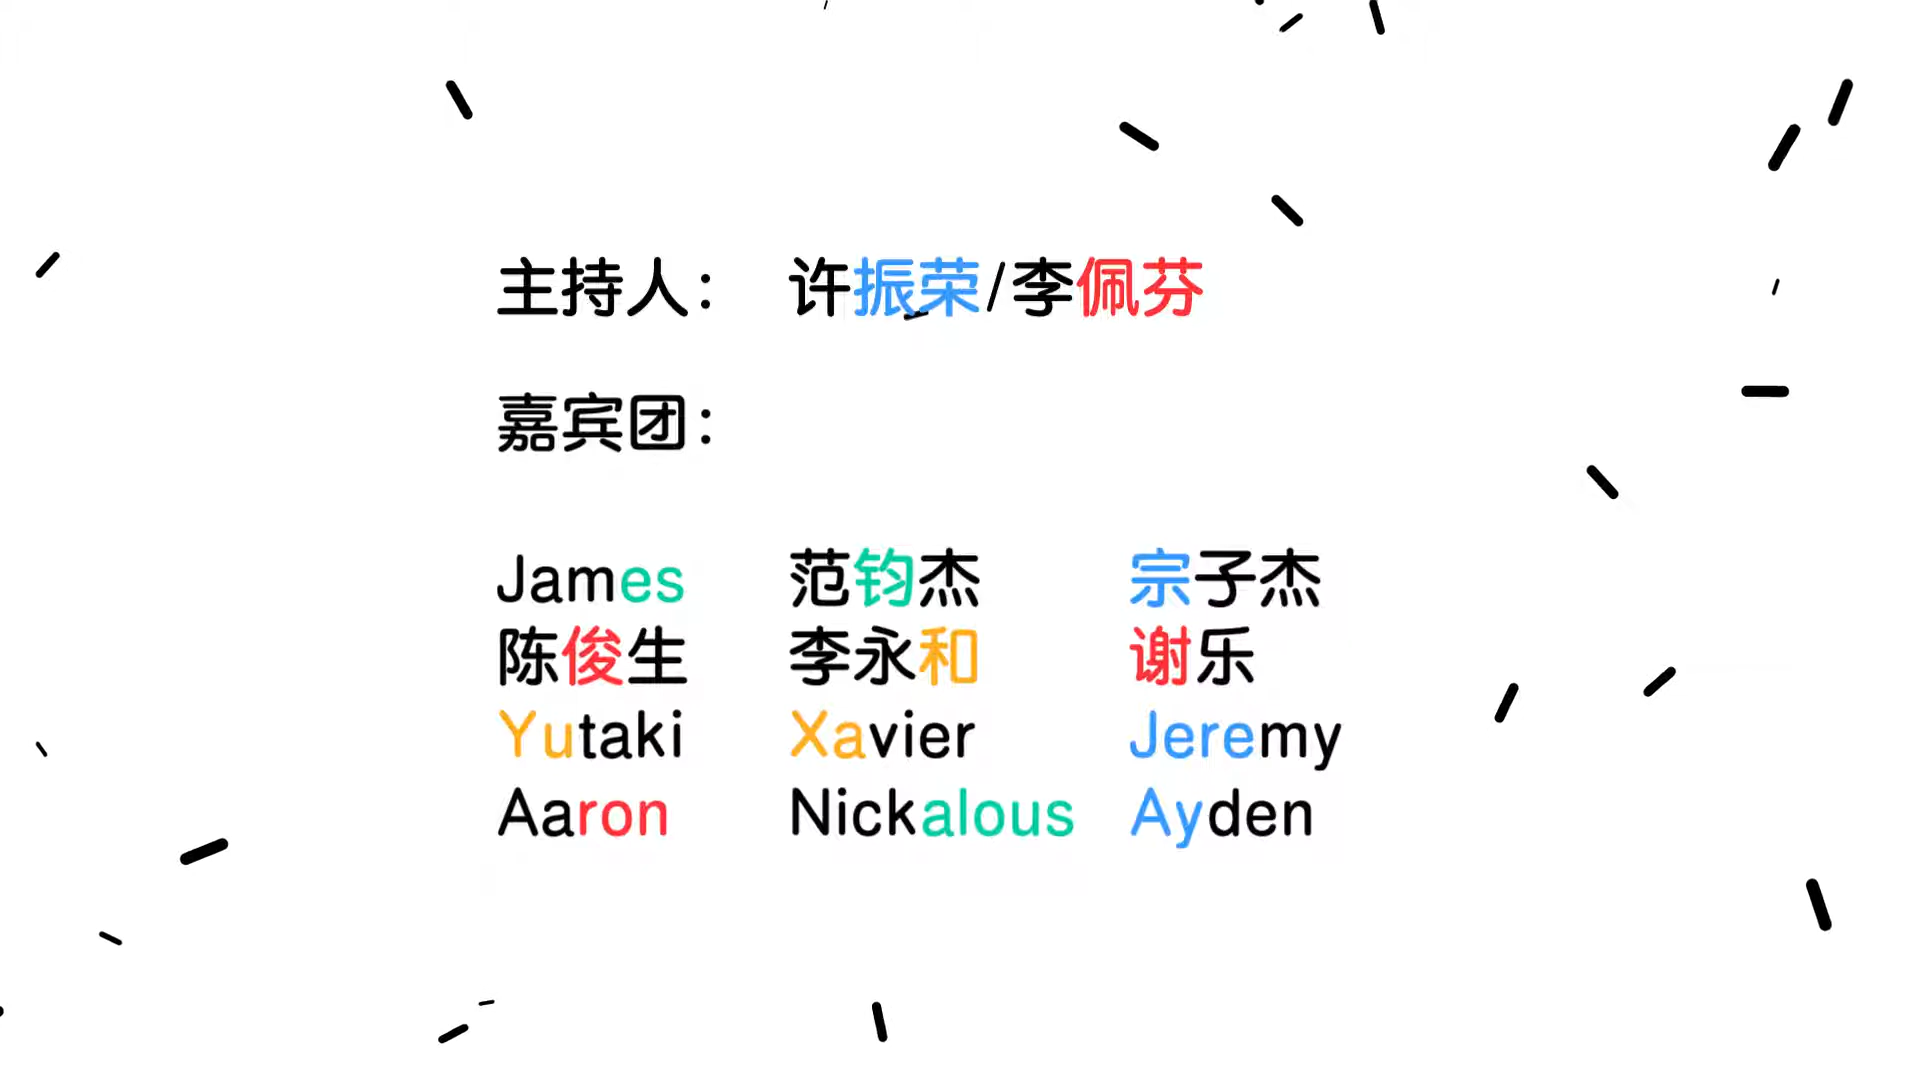 主持人： 许振荣/李佩芬
嘉宾团：
James 范钧杰 宗子杰
陈俊生 李永和 谢乐
Yutaki Xavier Jeremy
Aaron Nickalous Ayden